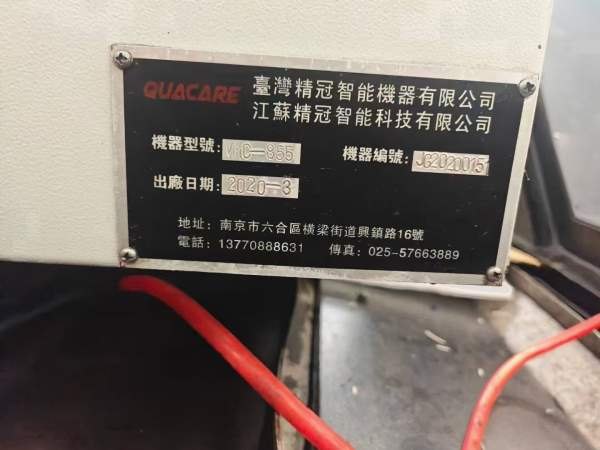 QUACARE
臺灣精冠智能機器有限公司
江蘇精冠智能科技有限公司
機器型號: VMC-855 機器編號: JG2020015
出廠日期: 2020-3
地址: 南京市六合區橫梁街道興鎮路16號
電話: 13770888631 傳真: 025-57663889